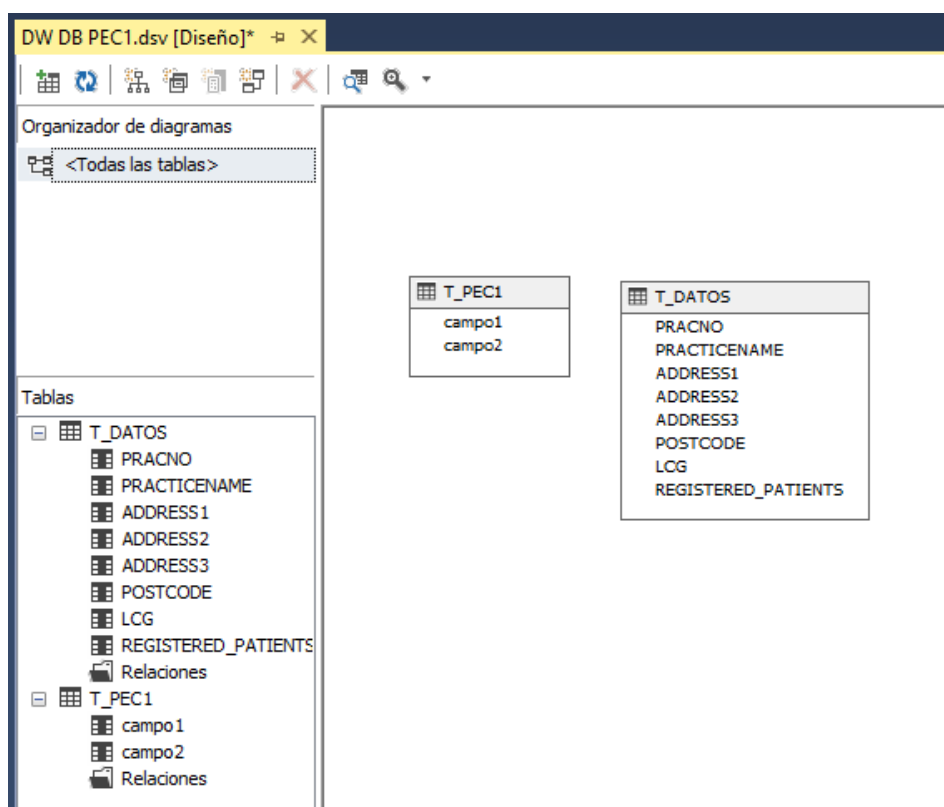 DW DB PEC1.dsv [Diseño]*
Organizador de diagramas
<Todas las tablas>
Tablas
T_DATOS
PRACNO
PRACTICENAME
ADDRESS1
ADDRESS2
ADDRESS3
POSTCODE
LCG
REGISTERED_PATIENTS
Relaciones
T_PEC1
campo1
campo2
Relaciones
T_PEC1
campo1
campo2
T_DATOS
PRACNO
PRACTICENAME
ADDRESS1
ADDRESS2
ADDRESS3
POSTCODE
LCG
REGISTERED_PATIENTS